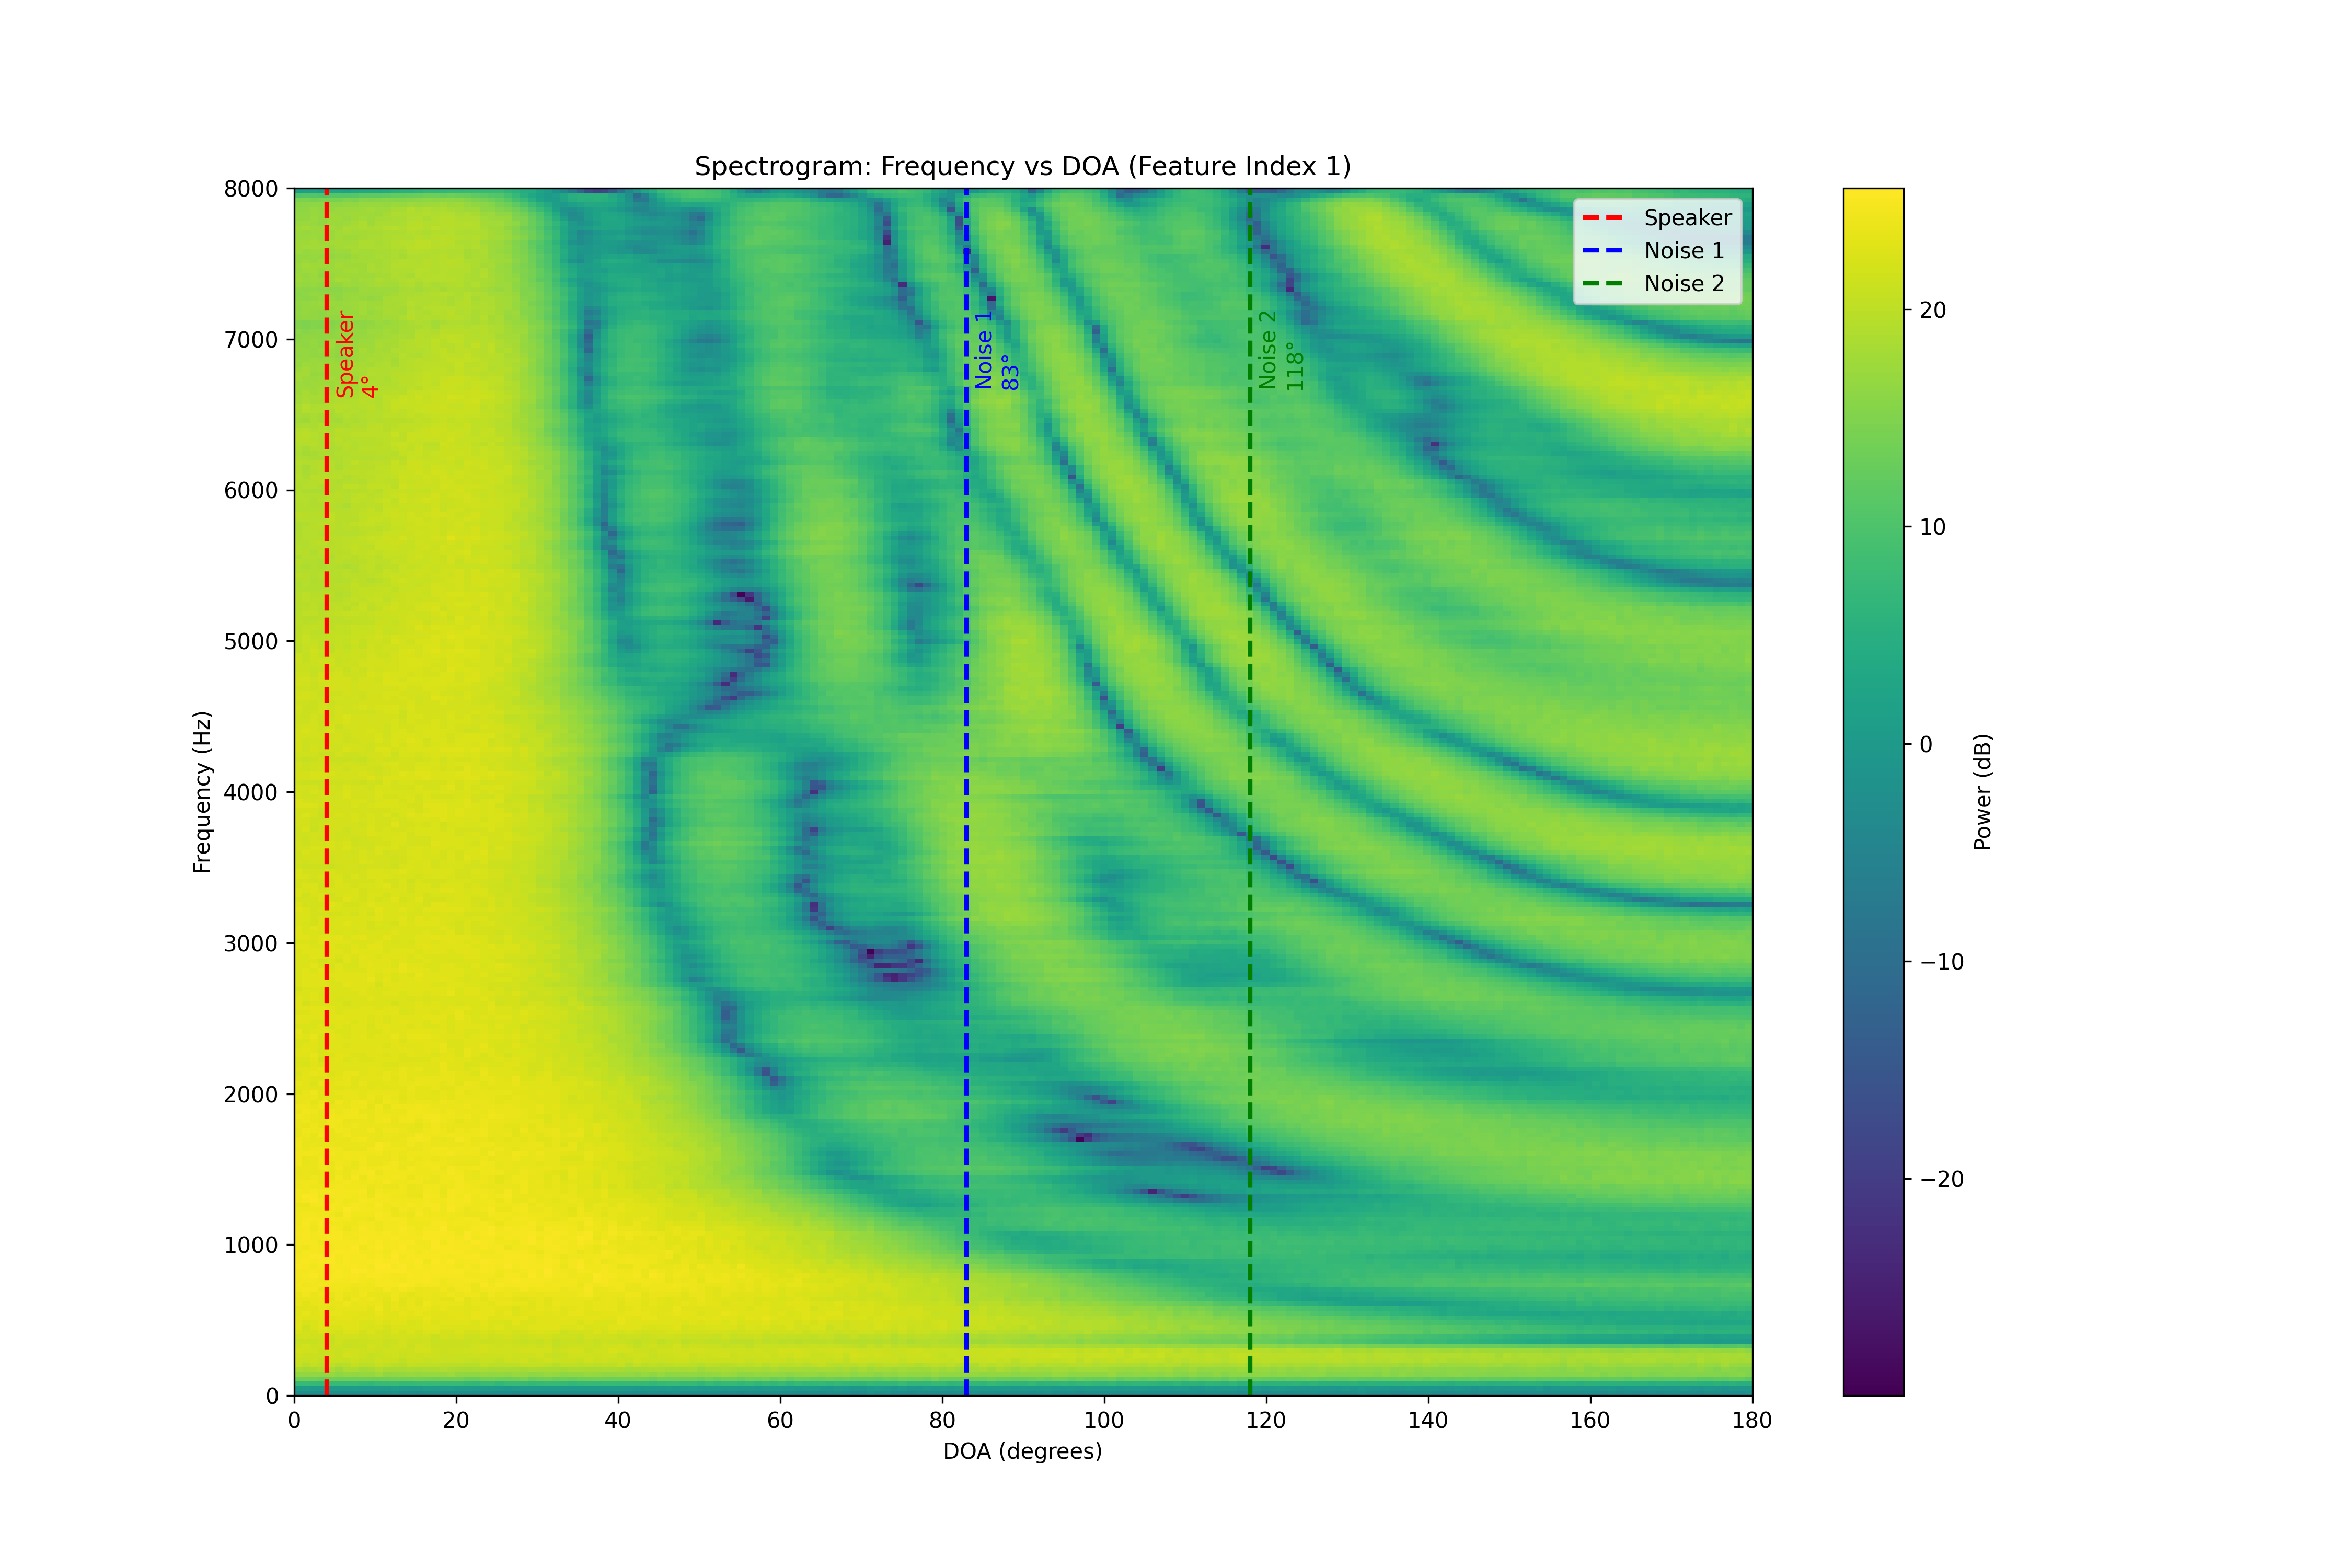 Spectrogram: Frequency vs DOA (Feature Index 1)
8000
7000
6000
5000
4000
3000
2000
1000
0
Frequency (Hz)
0
20
40
60
80
100
120
140
160
180
DOA (degrees)
Speaker
4°
Noise 1
83°
Noise 2
118°
Speaker
Noise 1
Noise 2
20
10
0
−10
−20
Power (dB)